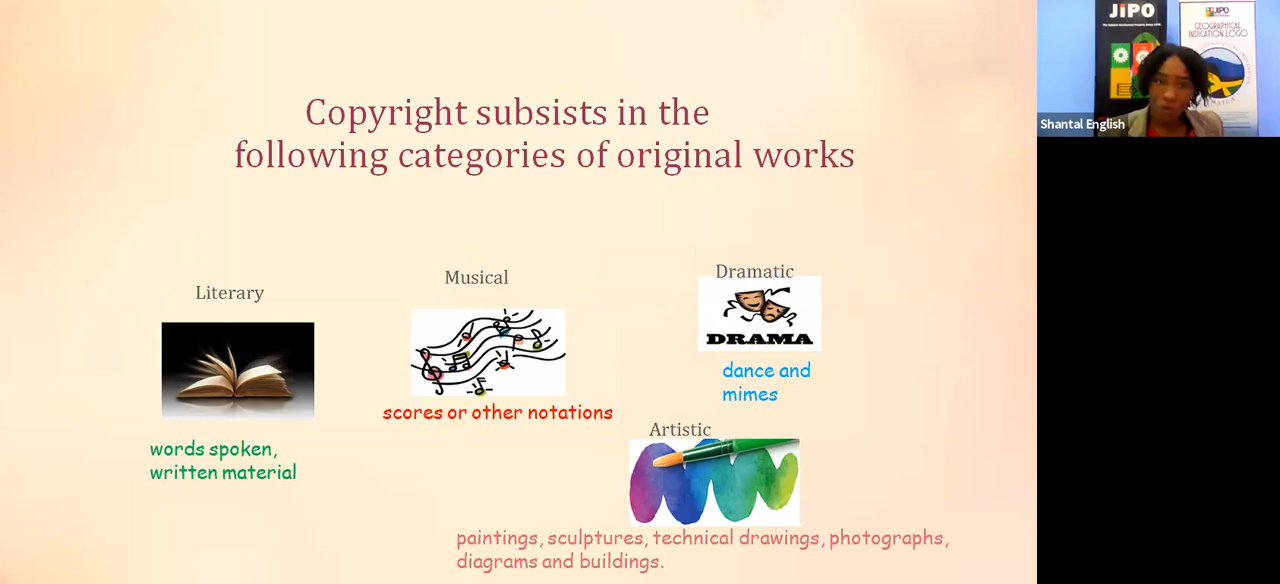 Copyright subsists in the
following categories of original works
Literary
words spoken,
written material
Musical
scores or other notations
Dramatic
DRAMA
dance and
mimes
Artistic
paintings, sculptures, technical drawings, photographs,
diagrams and buildings.
JIPO
JIPO
GEOGRAPHICAL
INDICATION LOGO
Shantal English